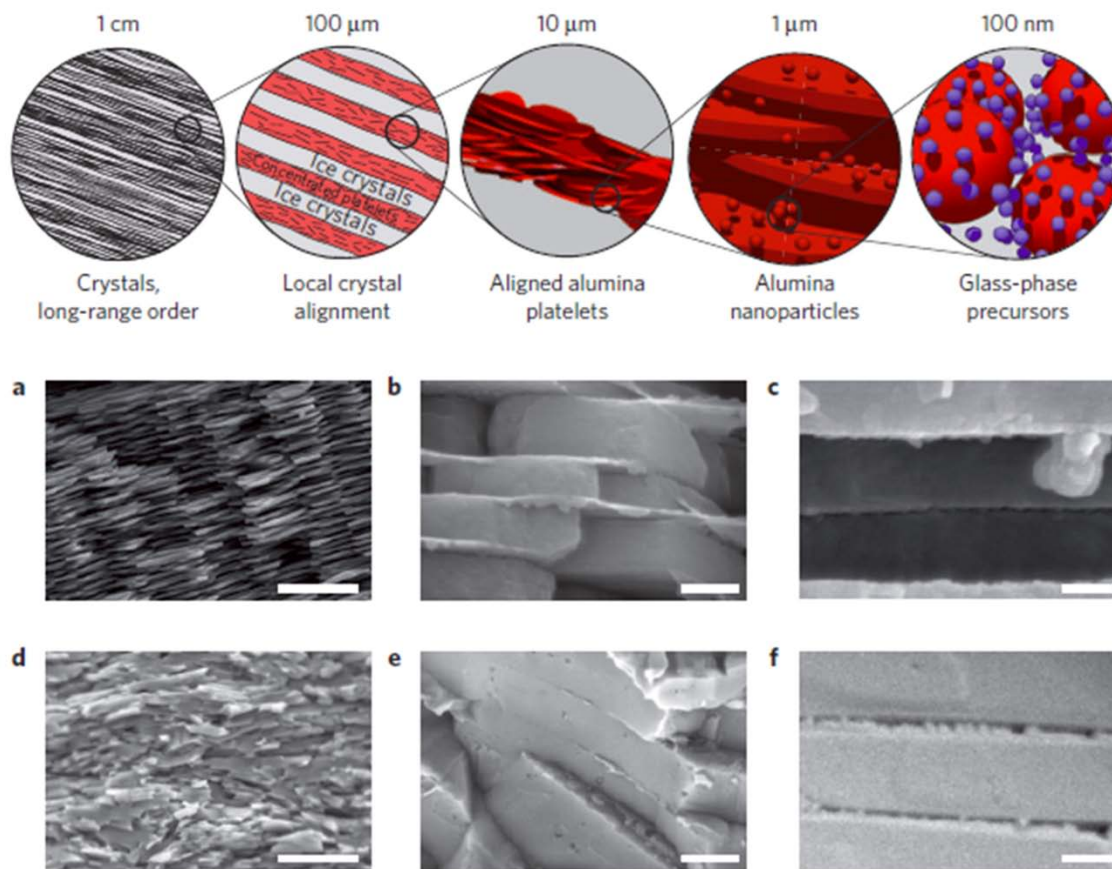 1 cm
100 μm
10 μm
1 μm
100 nm
Ice crystals
Concentrated platelets
Ice crystals
Crystals,
long-range order
Local crystal
alignment
Aligned alumina
platelets
Alumina
nanoparticles
Glass-phase
precursors
a
b
c
d
e
f